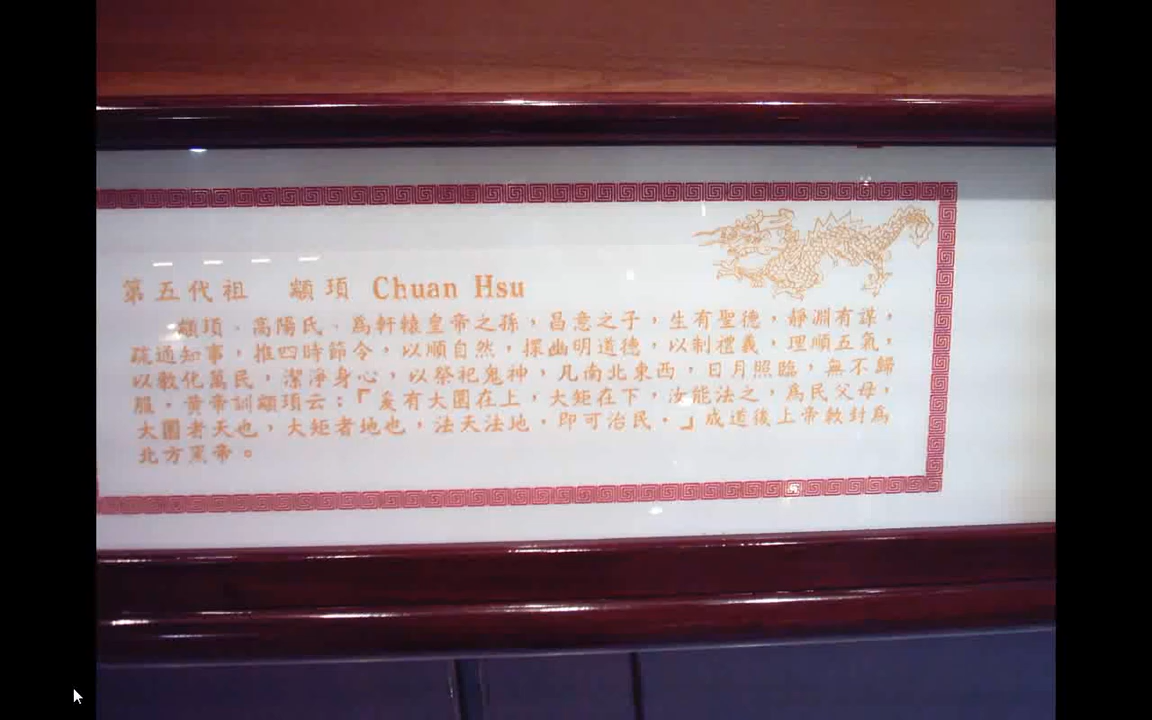 第五代祖 顓頊 Chuan Hsu
顓頊，高陽氏，為軒轅皇帝之孫，昌意之子，生有聖德，靜淵有謀，
疏通知事，推四時節令，以順自然，探幽明道德，以制禮義，理順五氣，
以教化萬民，潔淨身心，以祭祀鬼神，凡南北東西，日月照臨，無不歸
服。黄帝訓顓頊云：『爰有大圜在上，大矩在下，汝能法之，為民父母，
大圜者天也，大矩者地也，法天法地，即可治民。』成道後上帝敕封為
北方黑帝。